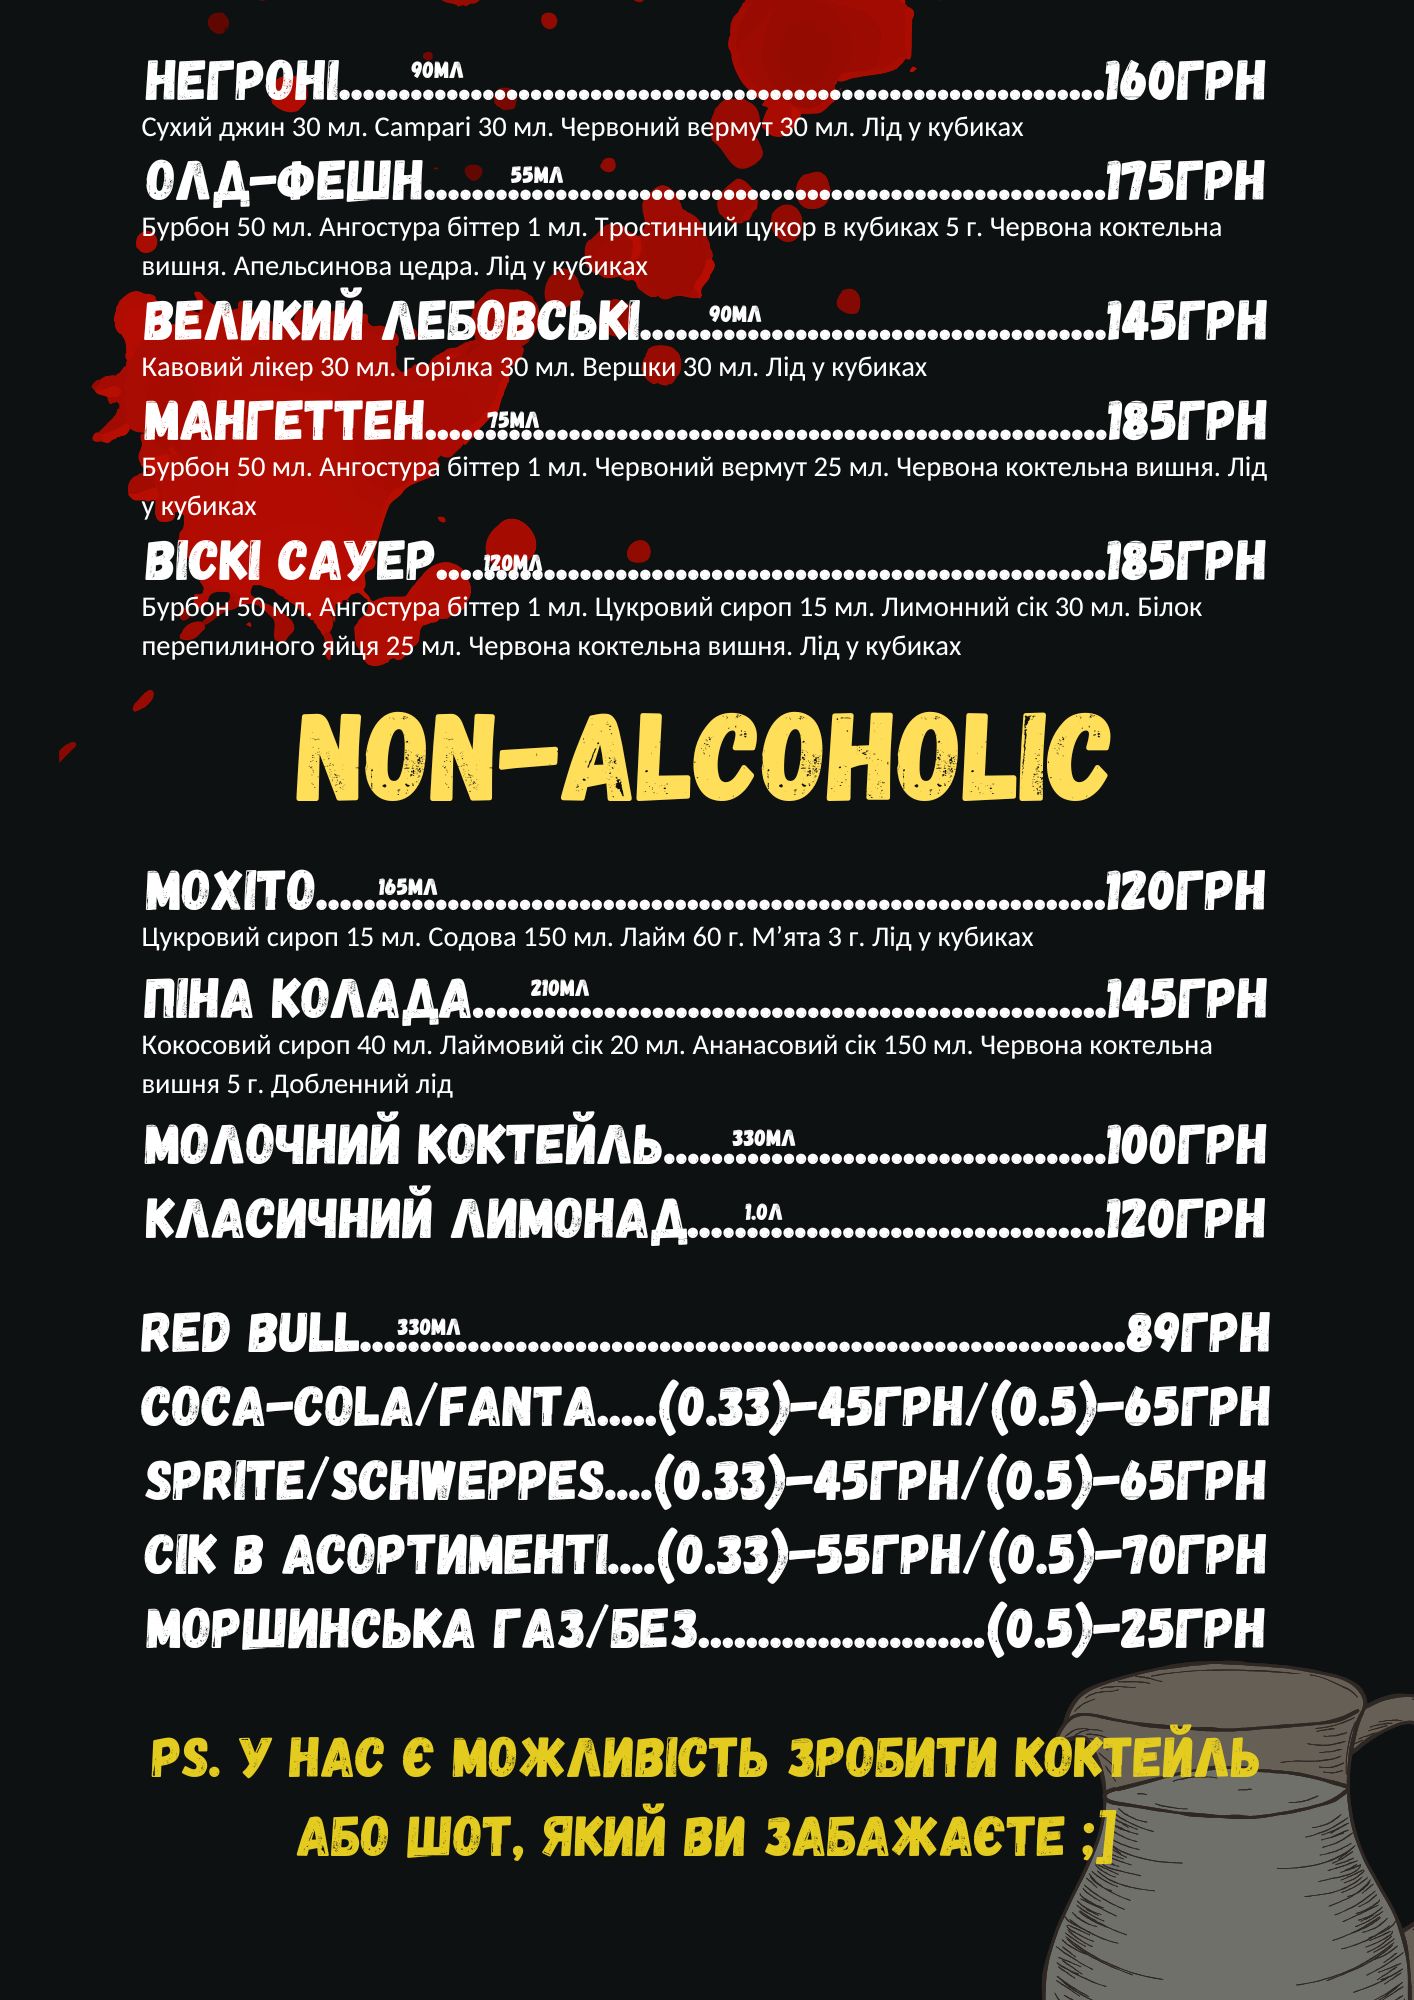 НЕГРОНІ 90МЛ 160ГРН
Сухий джин 30 мл. Campari 30 мл. Червоний вермут 30 мл. Лід у кубиках
ОЛД-ФЕШН 55МЛ 175ГРН
Бурбон 50 мл. Ангостура біттер 1 мл. Тростинний цукор в кубиках 5 г. Червона коктельна
вишня. Апельсинова цедра. Лід у кубиках
ВЕЛИКИЙ ЛЕБОВСЬКІ 90МЛ 145ГРН
Кавовий лікер 30 мл. Горілка 30 мл. Вершки 30 мл. Лід у кубиках
МАНГЕТТЕН 75МЛ 185ГРН
Бурбон 50 мл. Ангостура біттер 1 мл. Червоний вермут 25 мл. Червона коктельна вишня. Лід
у кубиках
ВІСКІ САУЕР 120МЛ 185ГРН
Бурбон 50 мл. Ангостура біттер 1 мл. Цукровий сироп 15 мл. Лимонний сік 30 мл. Білок
перепилиного яйця 25 мл. Червона коктельна вишня. Лід у кубиках
NON-ALCOHOLIC
МОХІТО 165МЛ 120ГРН
Цукровий сироп 15 мл. Содова 150 мл. Лайм 60 г. М’ята 3 г. Лід у кубиках
ПІНА КОЛАДА 210МЛ 145ГРН
Кокосовий сироп 40 мл. Лаймовий сік 20 мл. Ананасовий сік 150 мл. Червона коктельна
вишня 5 г. Добленний лід
МОЛОЧНИЙ КОКТЕЙЛЬ 330МЛ 100ГРН
КЛАСИЧНИЙ ЛИМОНАД 1.0Л 120ГРН
RED BULL 330МЛ 89ГРН
COCA-COLA/FANTA.....(0.33)-45ГРН/(0.5)-65ГРН
SPRITE/SCHWEPPES....(0.33)-45ГРН/(0.5)-65ГРН
СІК В АСОРТИМЕНТІ....(0.33)-55ГРН/(0.5)-70ГРН
МОРШИНСЬКА ГАЗ/БЕЗ........................(0.5)-25ГРН
PS. У НАС Є МОЖЛИВІСТЬ ЗРОБИТИ КОКТЕЙЛЬ
АБО ШОТ, ЯКИЙ ВИ ЗАБАЖАЄТЕ ;]